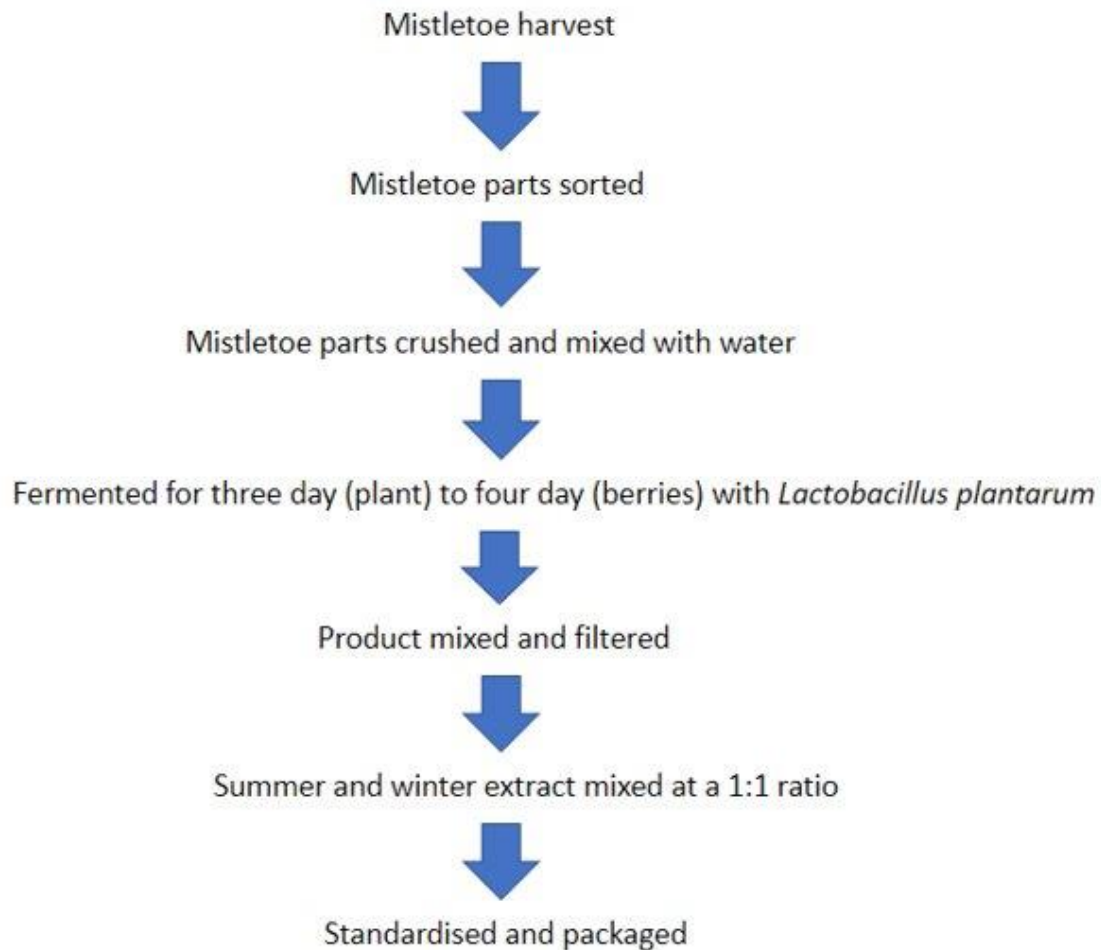 Mistletoe harvest
Mistletoe parts sorted
Mistletoe parts crushed and mixed with water
Fermented for three day (plant) to four day (berries) with Lactobacillus plantarum
Product mixed and filtered
Summer and winter extract mixed at a 1:1 ratio
Standardised and packaged